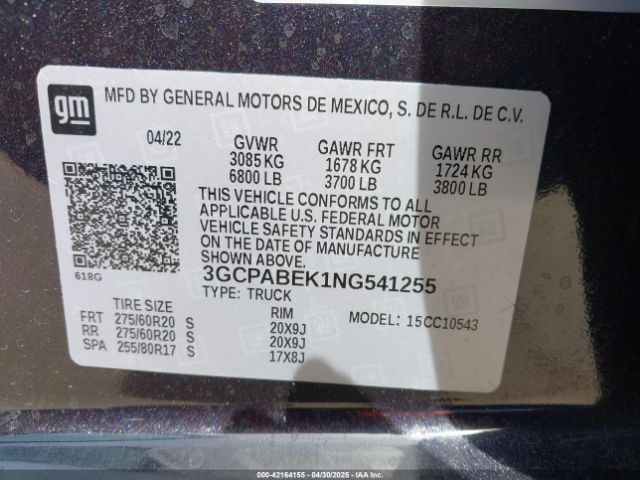 gm
MFD BY GENERAL MOTORS DE MEXICO, S. DE R.L. DE C.V.
04/22 GVWR GAWR FRT GAWR RR
3085 KG 1678 KG 1724 KG
6800 LB 3700 LB 3800 LB
THIS VEHICLE CONFORMS TO ALL
APPLICABLE U.S. FEDERAL MOTOR
VEHICLE SAFETY STANDARDS IN EFFECT
ON THE DATE OF MANUFACTURE
SHOWN ABOVE.
618G
3GCPABEK1NG541255
TYPE: TRUCK
TIRE SIZE RIM MODEL: 15CC10543
FRT 275/60R20 S 20X9J
RR 275/60R20 S 20X9J
SPA 255/80R17 S 17X8J
000-42164155 - 04/30/2025 - IAAI.COM